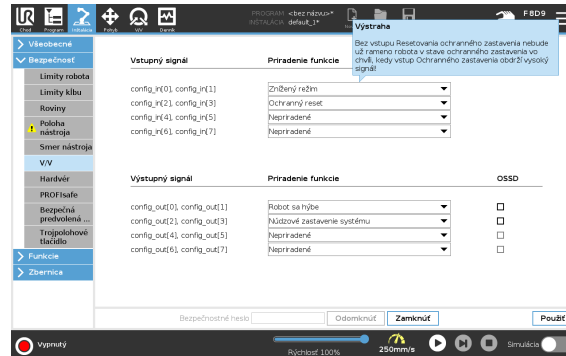 Chod Program Inštalácia Pohyb V/V Denník
PROGRAM <bez názvu>*
INŠTALÁCIA default_1*
F8D9
Výstraha
Bez vstupu Resetovania ochranného zastavenia nebude
už rameno robota v stave ochranného zastavenia vo
chvíli, kedy vstup Ochranného zastavenia obdrží vysoký
signál!
Všeobecné
Bezpečnosť
Limity robota
Limity kĺbu
Roviny
Poloha
nástroja
Smer nástroja
V/V
Hardvér
PROFIsafe
Bezpečná
predvolená ...
Trojpolohové
tlačidlo
Funkcie
Zbernica
Vstupný signál Priradenie funkcie
config_in[0], config_in[1] Znížený režim
config_in[2], config_in[3] Ochranný reset
config_in[4], config_in[5] Nepriradené
config_in[6], config_in[7] Nepriradené
Výstupný signál Priradenie funkcie OSSD
config_out[0], config_out[1] Robot sa hýbe
config_out[2], config_out[3] Núdzové zastavenie systému
config_out[4], config_out[5] Nepriradené
config_out[6], config_out[7] Nepriradené
Bezpečnostné heslo Odomknúť Zamknúť Použiť
Vypnutý Rýchlosť 100% 250mm/s Simulácia